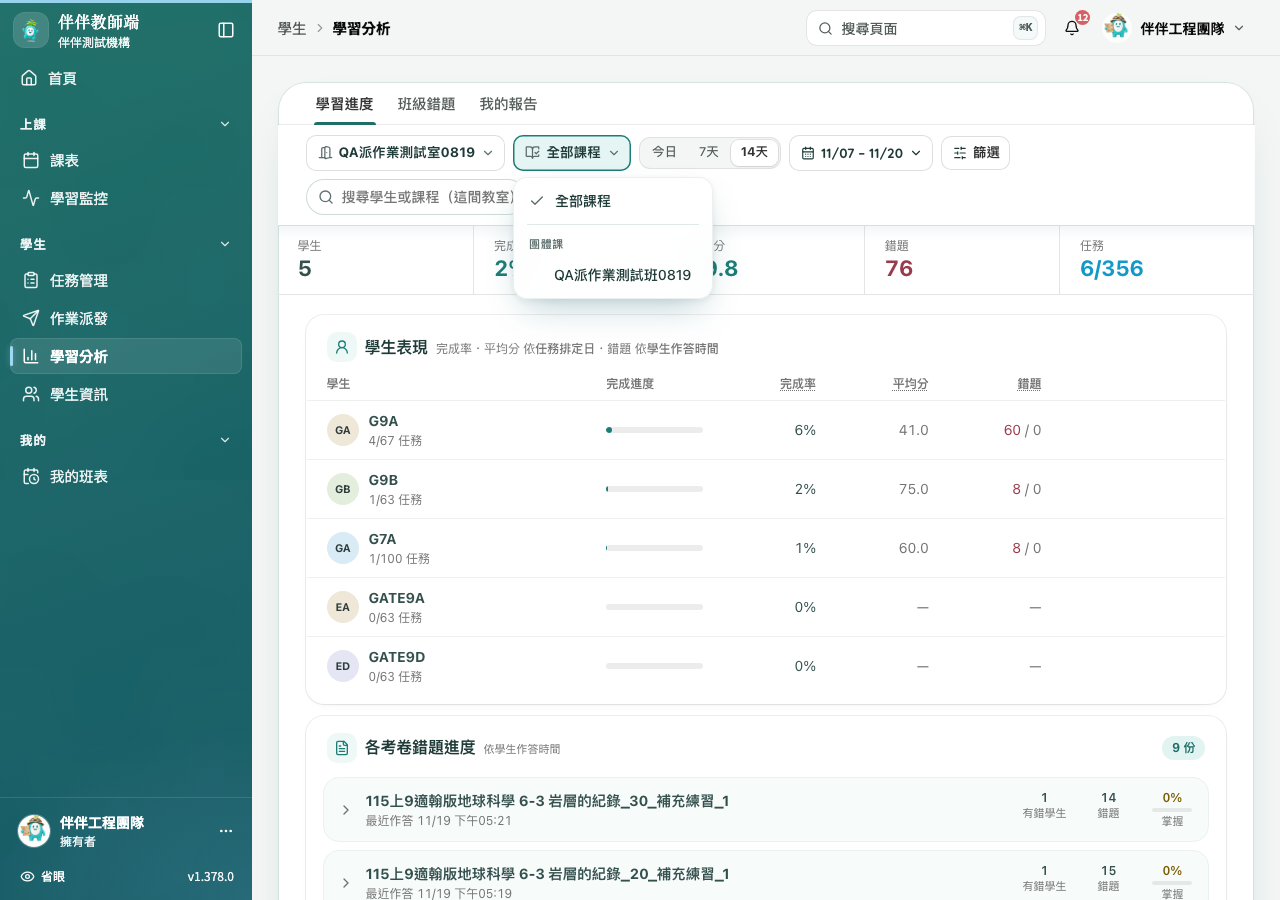 伴伴教師端
伴伴測試機構
首頁
上課
課表
學習監控
學生
任務管理
作業派發
學習分析
學生資訊
我的
我的班表
伴伴工程團隊
擁有者
省眼
v1.378.0
學生
學習分析
搜尋頁面
⌘K
12
伴伴工程團隊
學習進度
班級錯題
我的報告
QA派作業測試室0819
全部課程
今日
7天
14天
11/07 – 11/20
篩選
搜尋學生或課程（這間教室）
全部課程
團體課
QA派作業測試班0819
學生
5
錯題
76
任務
6/356
學生表現
完成率・平均分 依任務排定日・錯題 依學生作答時間
學生
完成進度
完成率
平均分
錯題
GA
G9A
4/67 任務
6%
41.0
60 / 0
GB
G9B
1/63 任務
2%
75.0
8 / 0
GA
G7A
1/100 任務
1%
60.0
8 / 0
EA
GATE9A
0/63 任務
0%
—
—
ED
GATE9D
0/63 任務
0%
—
—
各考卷錯題進度
依學生作答時間
9 份
115上9適翰版地球科學 6-3 岩層的紀錄_30_補充練習_1
最近作答 11/19 下午05:21
1
有錯學生
14
錯題
0%
掌握
115上9適翰版地球科學 6-3 岩層的紀錄_20_補充練習_1
最近作答 11/19 下午05:19
1
有錯學生
15
錯題
0%
掌握